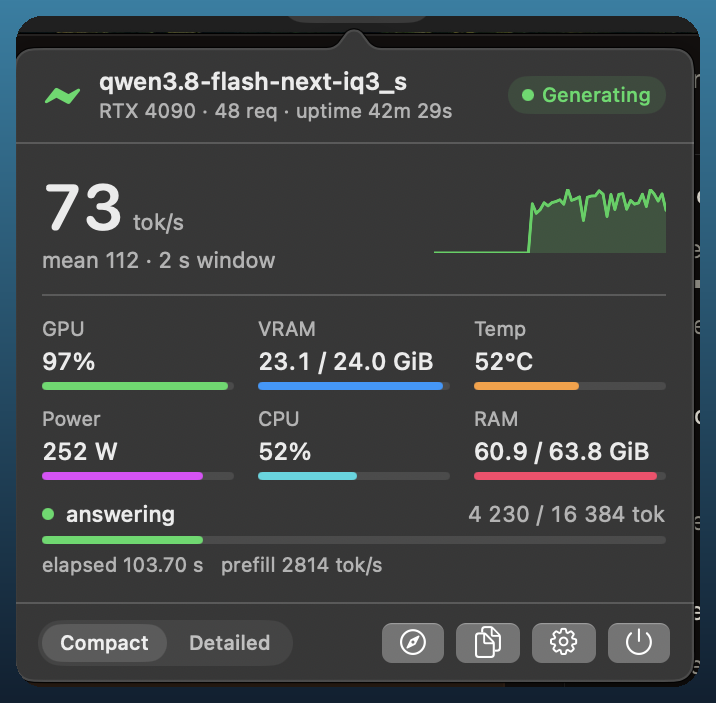 qwen3.8-flash-next-iq3_s
RTX 4090 · 48 req · uptime 42m 29s
Generating
73 tok/s
mean 112 · 2 s window
GPU
97%
VRAM
23.1 / 24.0 GiB
Temp
52°C
Power
252 W
CPU
52%
RAM
60.9 / 63.8 GiB
answering
4 230 / 16 384 tok
elapsed 103.70 s   prefill 2814 tok/s
Compact
Detailed